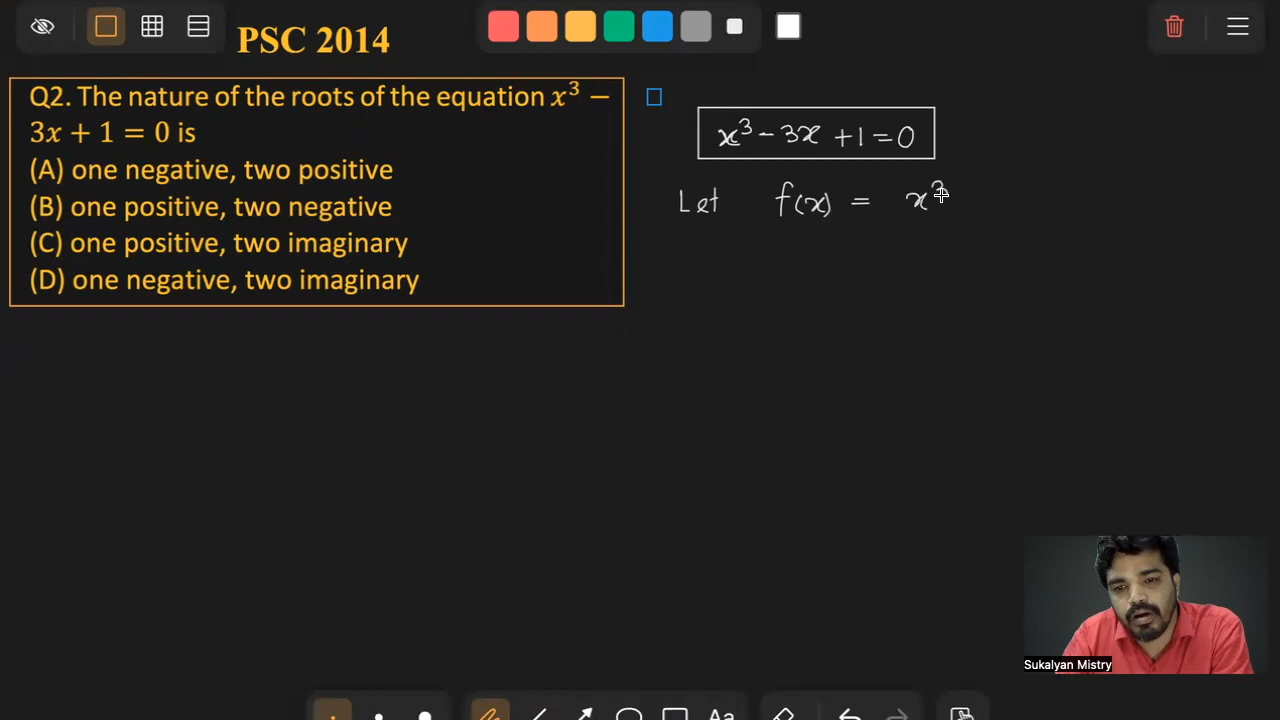 PSC 2014
Q2. The nature of the roots of the equation x³ −
3x + 1 = 0 is
(A) one negative, two positive
(B) one positive, two negative
(C) one positive, two imaginary
(D) one negative, two imaginary
x³ - 3x + 1 = 0
Let f(x) = x³
Sukalyan Mistry
Aa